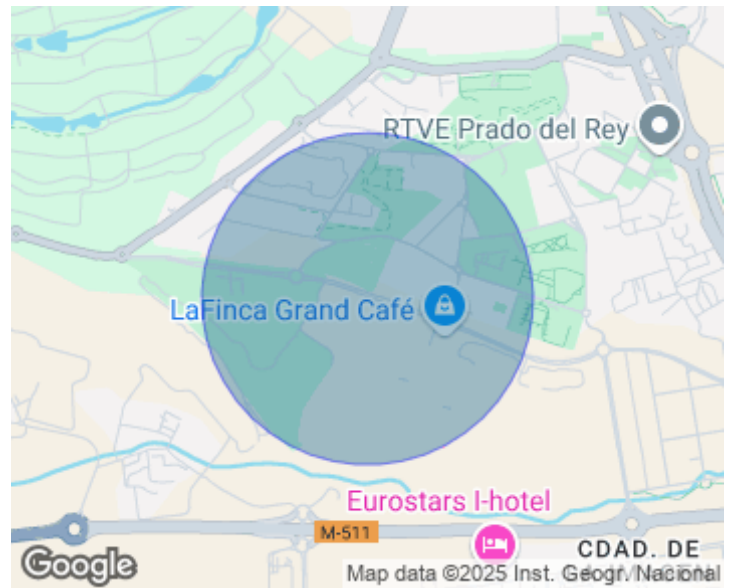 RTVE Prado del Rey
LaFinca Grand Café
Eurostars I-hotel
M-511
CDAD. DE
Google
Map data ©2025 Inst. Geogr. Nacional